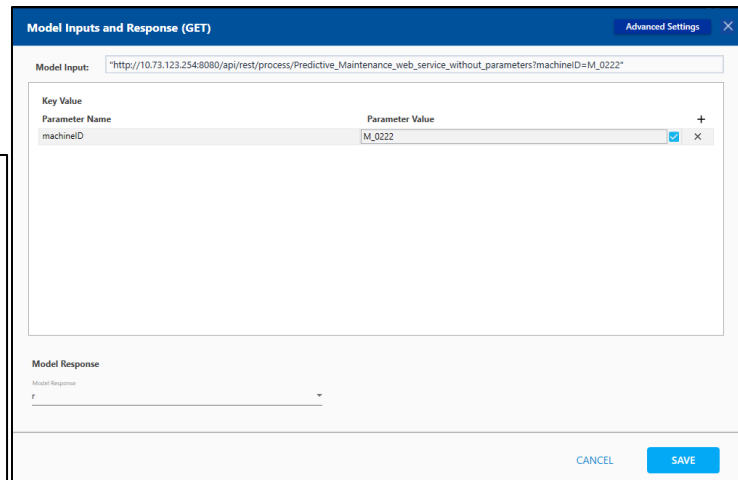 Model Inputs and Response (GET)
Advanced Settings
Model Input: "http://10.73.123.254:8080/api/rest/process/Predictive_Maintenance_web_service_without_parameters?machineID=M_0222"
Key Value
Parameter Name Parameter Value +
machineID M_0222
Model Response
Model Response
r
CANCEL SAVE